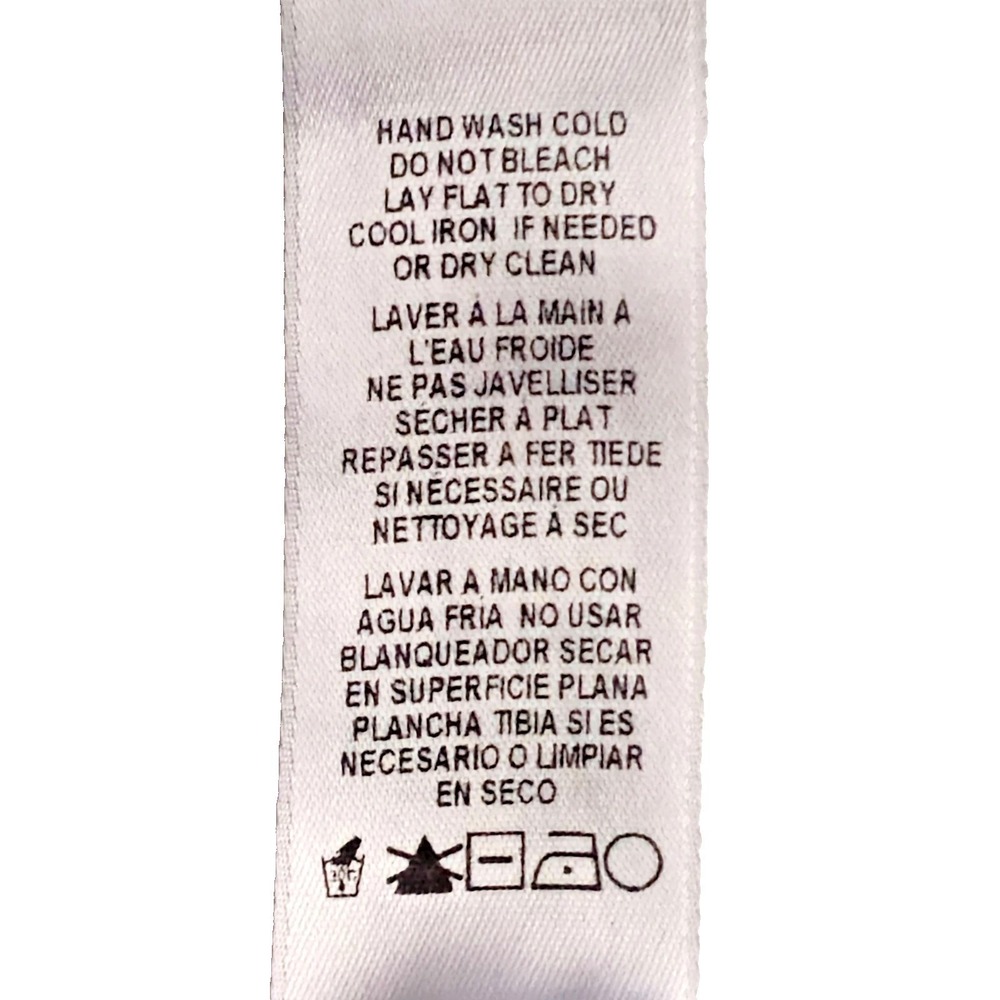 HAND WASH COLD
DO NOT BLEACH
LAY FLAT TO DRY
COOL IRON IF NEEDED
OR DRY CLEAN
LAVER À LA MAIN A
L'EAU FROIDE
NE PAS JAVELLISER
SÉCHER À PLAT
REPASSER A FER TIEDE
SI NÉCESSAIRE OU
NETTOYAGE À SEC
LAVAR A MANO CON
AGUA FRIA NO USAR
BLANQUEADOR SECAR
EN SUPERFICIE PLANA
PLANCHA TIBIA SI ES
NECESARIO O LIMPIAR
EN SECO